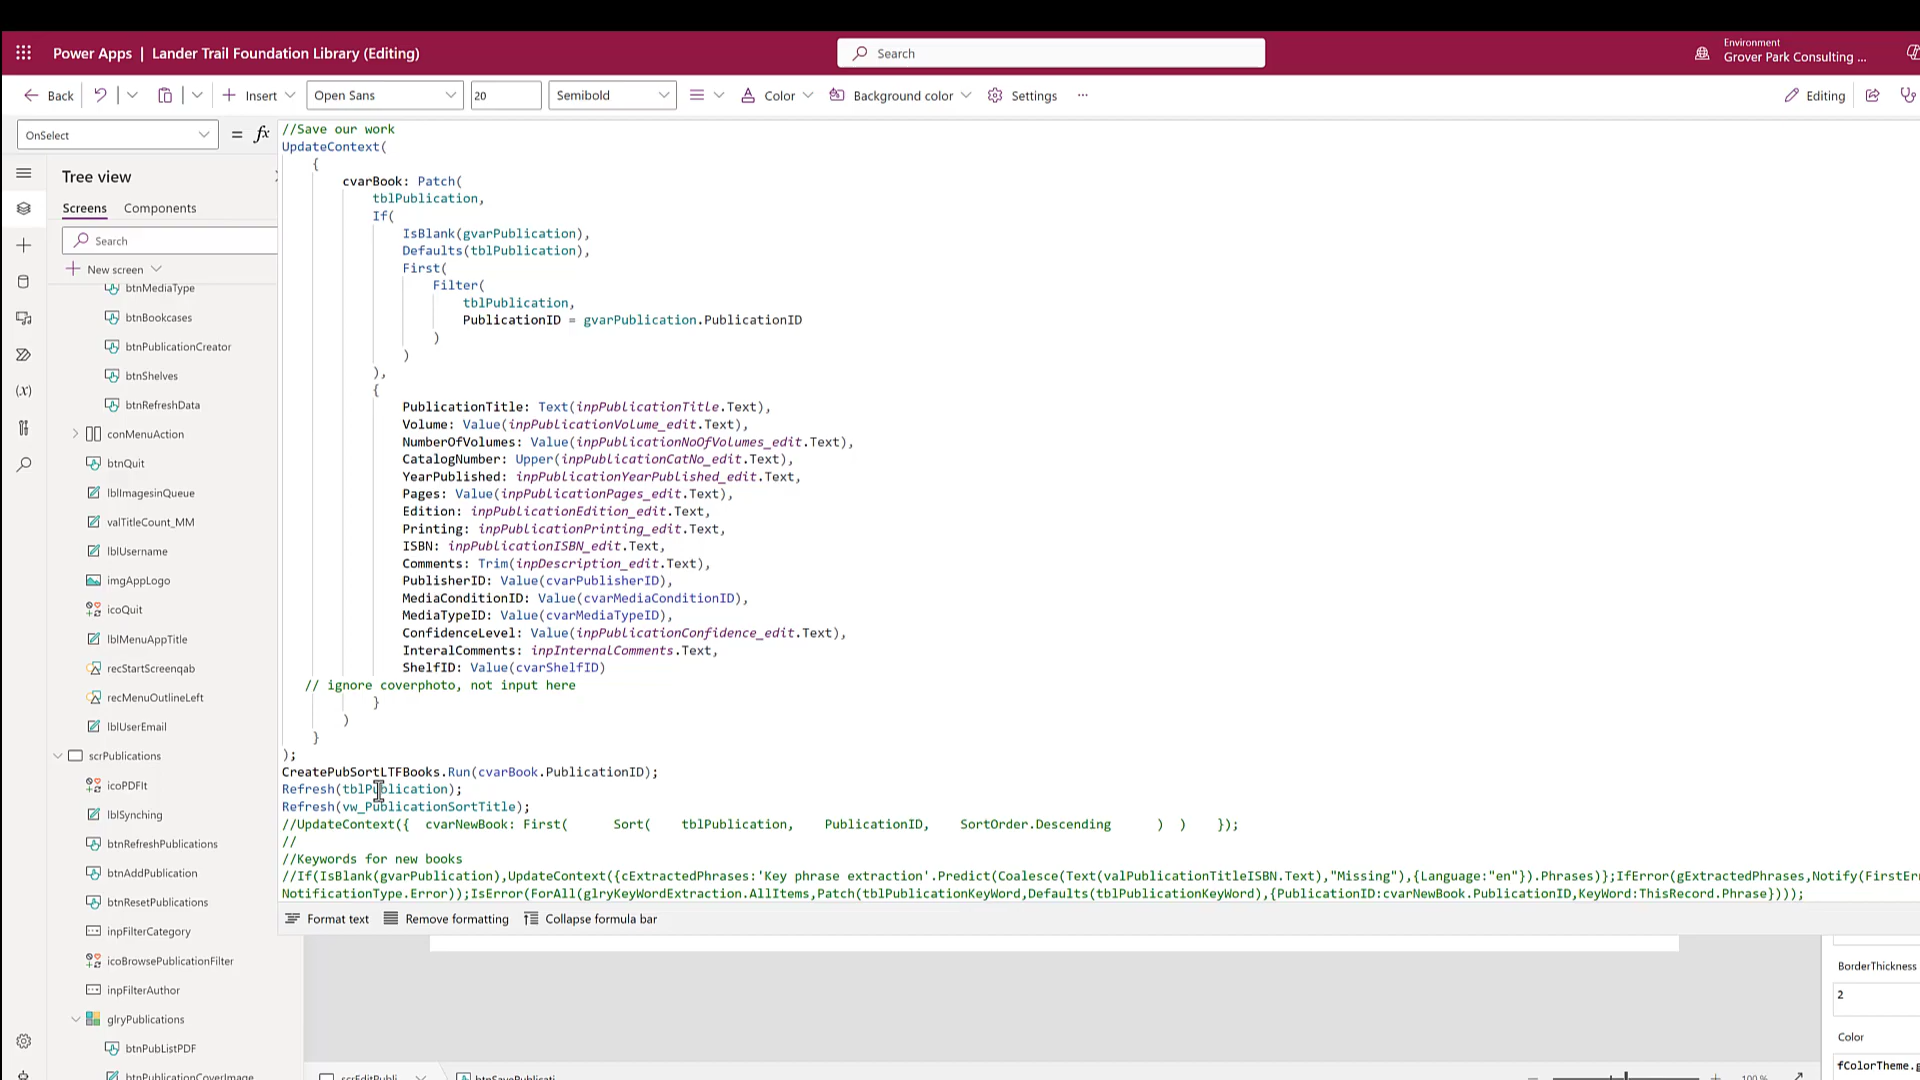 Power Apps | Lander Trail Foundation Library (Editing)
Search
Environment
Grover Park Consulting ...
Back
Insert
Open Sans
20
Semibold
Color
Background color
Settings
...
Editing
OnSelect
= fx
Tree view
Screens
Components
Search
New screen
btnMediaType
btnBookcases
btnPublicationCreator
btnShelves
btnRefreshData
conMenuAction
btnQuit
lblImagesinQueue
valTitleCount_MM
lblUsername
imgAppLogo
icoQuit
lblMenuAppTitle
recStartScreenqab
recMenuOutlineLeft
lblUserEmail
scrPublications
icoPDFIt
lblSynching
btnRefreshPublications
btnAddPublication
btnResetPublications
inpFilterCategory
icoBrowsePublicationFilter
inpFilterAuthor
glryPublications
btnPubListPDF
btnPublicationCoverImage
//Save our work
UpdateContext(
{
cvarBook: Patch(
tblPublication,
If(
IsBlank(gvarPublication),
Defaults(tblPublication),
First(
Filter(
tblPublication,
PublicationID = gvarPublication.PublicationID
)
)
),
{
PublicationTitle: Text(inpPublicationTitle.Text),
Volume: Value(inpPublicationVolume_edit.Text),
NumberOfVolumes: Value(inpPublicationNoOfVolumes_edit.Text),
CatalogNumber: Upper(inpPublicationCatNo_edit.Text),
YearPublished: inpPublicationYearPublished_edit.Text,
Pages: Value(inpPublicationPages_edit.Text),
Edition: inpPublicationEdition_edit.Text,
Printing: inpPublicationPrinting_edit.Text,
ISBN: inpPublicationISBN_edit.Text,
Comments: Trim(inpDescription_edit.Text),
PublisherID: Value(cvarPublisherID),
MediaConditionID: Value(cvarMediaConditionID),
MediaTypeID: Value(cvarMediaTypeID),
ConfidenceLevel: Value(inpPublicationConfidence_edit.Text),
InteralComments: inpInternalComments.Text,
ShelfID: Value(cvarShelfID)
// ignore coverphoto, not input here
}
)
}
);
CreatePubSortLTFBooks.Run(cvarBook.PublicationID);
Refresh(tblPublication);
Refresh(vw_PublicationSortTitle);
//UpdateContext({ cvarNewBook: First( Sort( tblPublication, PublicationID, SortOrder.Descending ) ) });
//
//Keywords for new books
//If(IsBlank(gvarPublication),UpdateContext({cExtractedPhrases:'Key phrase extraction'.Predict(Coalesce(Text(valPublicationTitleISBN.Text),"Missing"),{Language:"en"}).Phrases)};IfError(gExtractedPhrases,Notify(FirstErr
NotificationType.Error));IsError(ForAll(glryKeyWordExtraction.AllItems,Patch(tblPublicationKeyWord,Defaults(tblPublicationKeyWord),{PublicationID:cvarNewBook.PublicationID,KeyWord:ThisRecord.Phrase})));
Format text
Remove formatting
Collapse formula bar
BorderThickness
2
Color
fColorTheme.g
scrEditPubli
btnSavePublicati
100 %